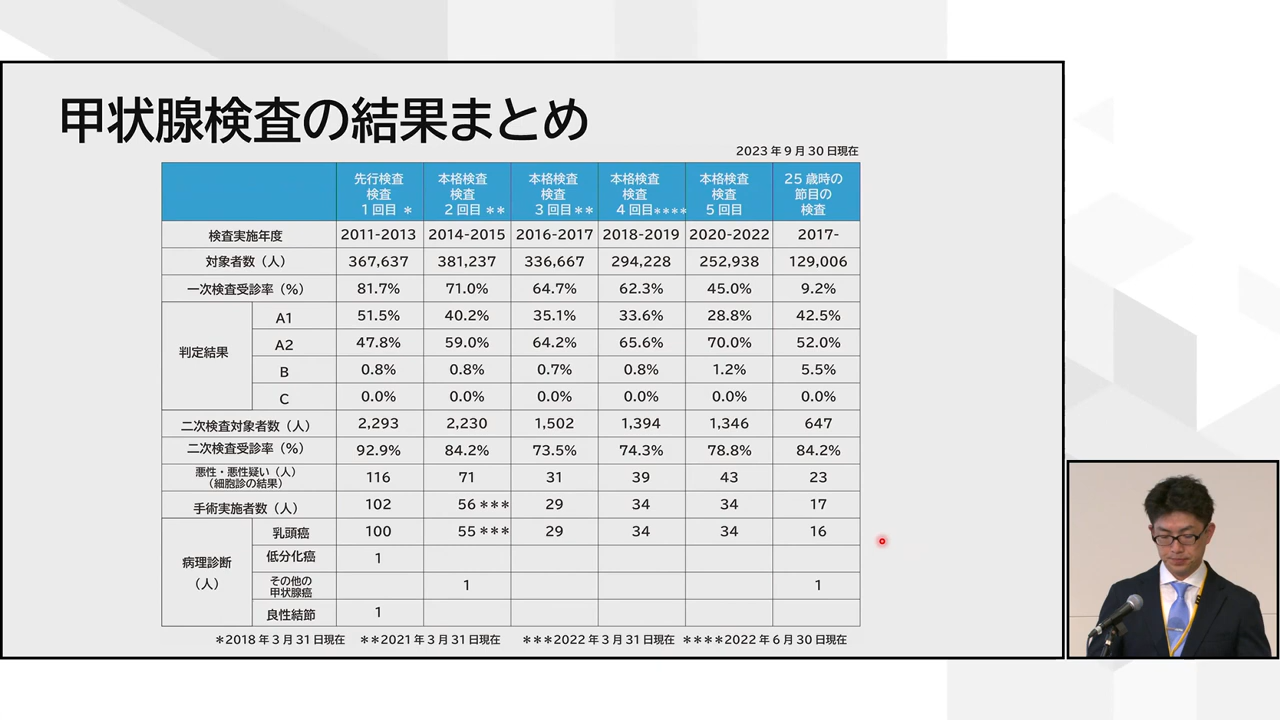 甲状腺検査の結果まとめ
2023年9月30日現在
先行検査 検査 1回目 *
本格検査 検査 2回目 **
本格検査 検査 3回目 **
本格検査 検査 4回目****
本格検査 検査 5回目
25歳時の 節目の 検査
検査実施年度 2011-2013 2014-2015 2016-2017 2018-2019 2020-2022 2017-
対象者数(人) 367,637 381,237 336,667 294,228 252,938 129,006
一次検査受診率(%) 81.7% 71.0% 64.7% 62.3% 45.0% 9.2%
判定結果
A1 51.5% 40.2% 35.1% 33.6% 28.8% 42.5%
A2 47.8% 59.0% 64.2% 65.6% 70.0% 52.0%
B 0.8% 0.8% 0.7% 0.8% 1.2% 5.5%
C 0.0% 0.0% 0.0% 0.0% 0.0% 0.0%
二次検査対象者数(人) 2,293 2,230 1,502 1,394 1,346 647
二次検査受診率(%) 92.9% 84.2% 73.5% 74.3% 78.8% 84.2%
悪性・悪性疑い(人)
(細胞診の結果) 116 71 31 39 43 23
手術実施者数(人) 102 56*** 29 34 34 17
病理診断
(人)
乳頭癌 100 55*** 29 34 34 16
低分化癌 1
その他の
甲状腺癌 1 1
良性結節 1
*2018年3月31日現在 **2021年3月31日現在 ***2022年3月31日現在 ****2022年6月30日現在